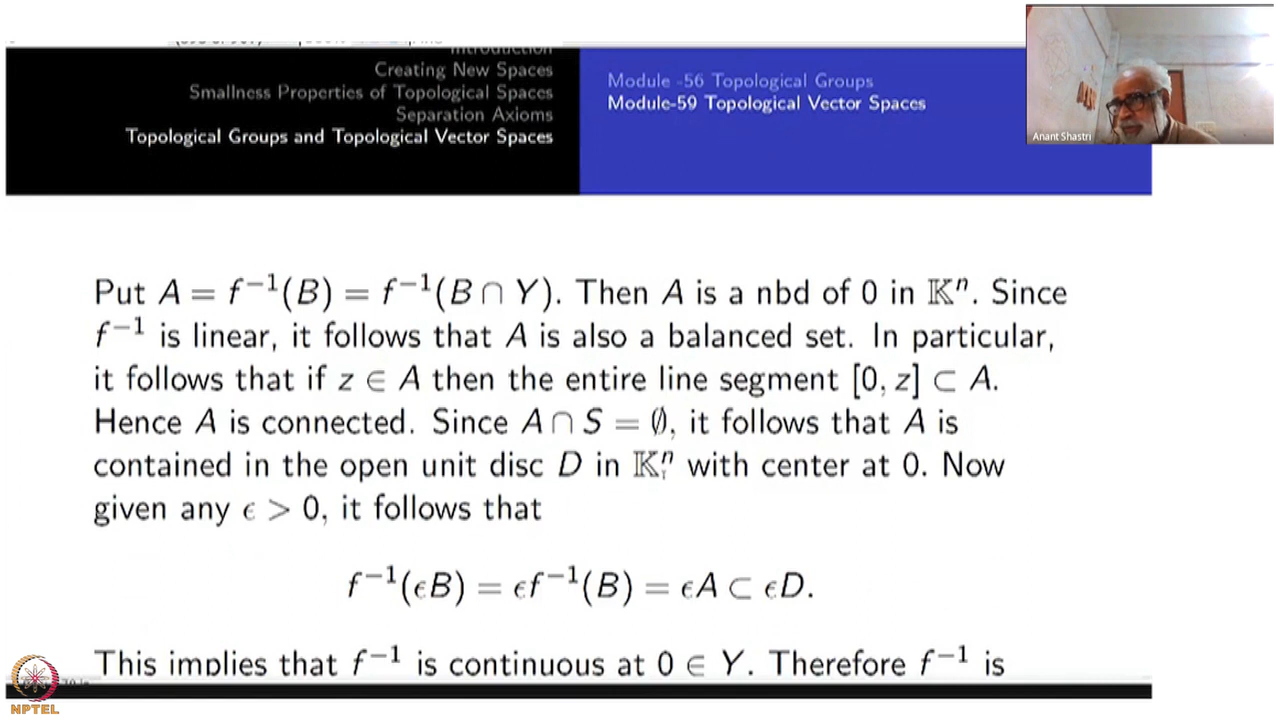 Introduction
Creating New Spaces
Smallness Properties of Topological Spaces
Separation Axioms
Topological Groups and Topological Vector Spaces
Module -56 Topological Groups
Module-59 Topological Vector Spaces
Anant Shastri
Put A = f⁻¹(B) = f⁻¹(B ∩ Y). Then A is a nbd of 0 in 𝕂ⁿ. Since
f⁻¹ is linear, it follows that A is also a balanced set. In particular,
it follows that if z ∈ A then the entire line segment [0, z] ⊂ A.
Hence A is connected. Since A ∩ S = ∅, it follows that A is
contained in the open unit disc D in 𝕂ⁿ with center at 0. Now
given any ϵ > 0, it follows that
f⁻¹(ϵB) = ϵf⁻¹(B) = ϵA ⊂ ϵD.
This implies that f⁻¹ is continuous at 0 ∈ Y. Therefore f⁻¹ is
NPTEL